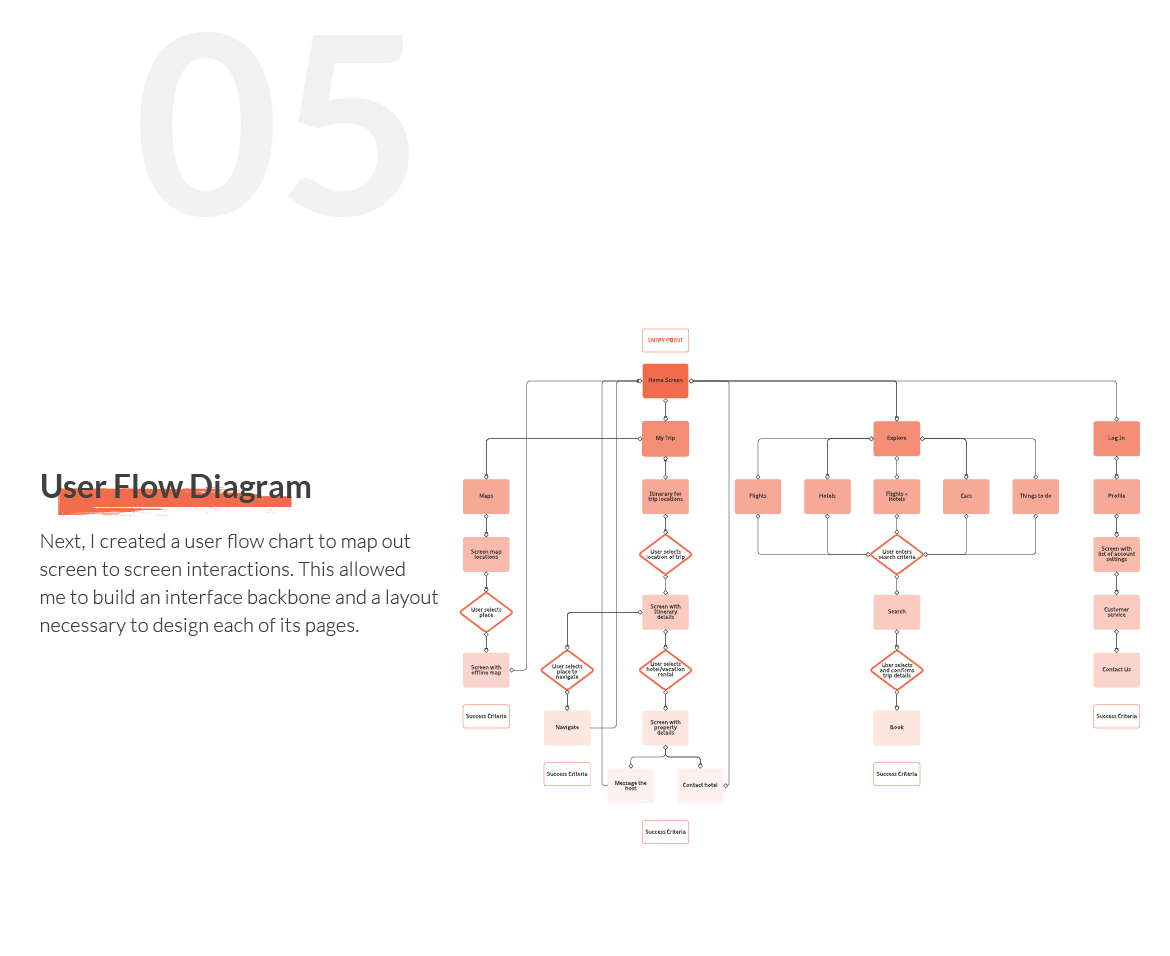 05
User Flow Diagram
Next, I created a user flow chart to map out
screen to screen interactions. This allowed
me to build an interface backbone and a layout
necessary to design each of its pages.
ENTRY POINT
Home Screen
My Trip
Explore
Log In
Maps
Itinerary for
trip locations
Flights
Hotels
Flights +
Hotels
Cars
Things to do
Profile
Screen map
locations
User selects
location of trip
User enters
search criteria
Screen with
list of account
settings
User selects
place
Screen with
Itinerary
details
Search
Customer
service
Screen with
offline map
User selects
place to
navigate
User selects
hotel/vacation
rental
User selects
and confirms
trip details
Contact Us
Success Criteria
Navigate
Screen with
property
details
Book
Success Criteria
Success Criteria
Message the
host
Contact hotel
Success Criteria
Success Criteria